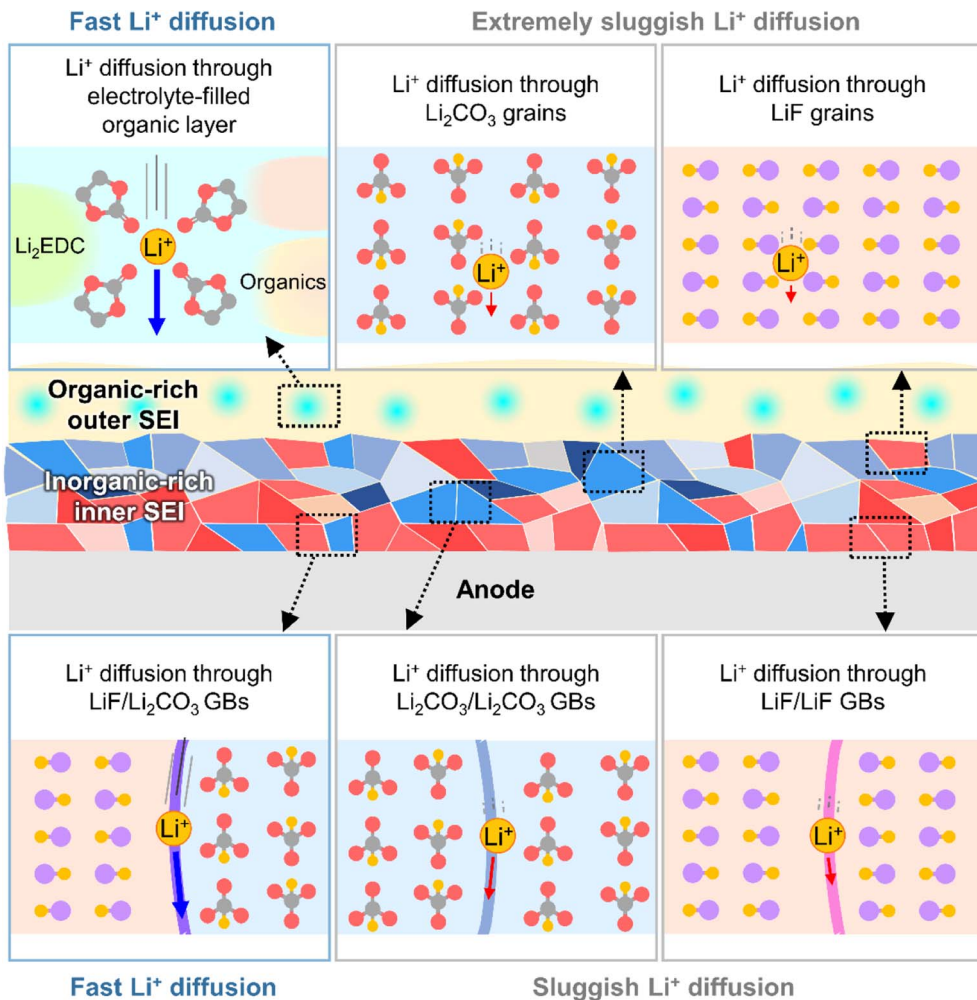 Fast Li⁺ diffusion
Extremely sluggish Li⁺ diffusion
Li⁺ diffusion through
electrolyte-filled
organic layer
Li₂EDC
Li⁺
Organics
Li⁺ diffusion through
Li₂CO₃ grains
Li⁺
Li⁺ diffusion through
LiF grains
Li⁺
Organic-rich
outer SEI
Inorganic-rich
inner SEI
Anode
Li⁺ diffusion through
LiF/Li₂CO₃ GBs
Li⁺
Li⁺ diffusion through
Li₂CO₃/Li₂CO₃ GBs
Li⁺
Li⁺ diffusion through
LiF/LiF GBs
Li⁺
Fast Li⁺ diffusion
Sluggish Li⁺ diffusion